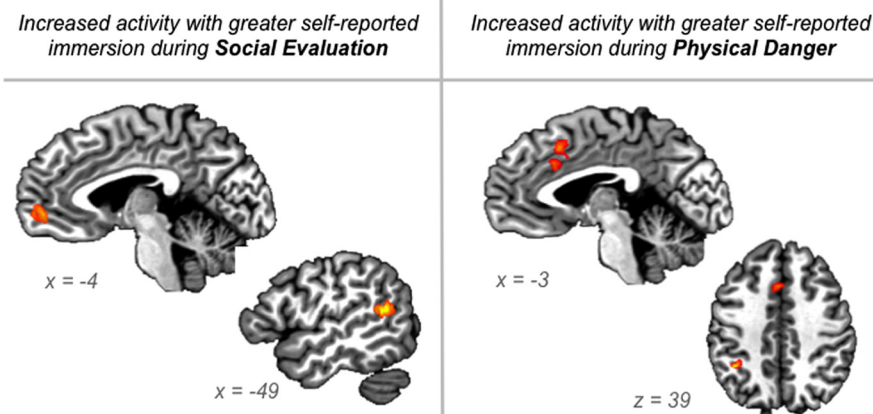 Increased activity with greater self-reported
immersion during Social Evaluation
Increased activity with greater self-reported
immersion during Physical Danger
x = -4
x = -49
x = -3
z = 39